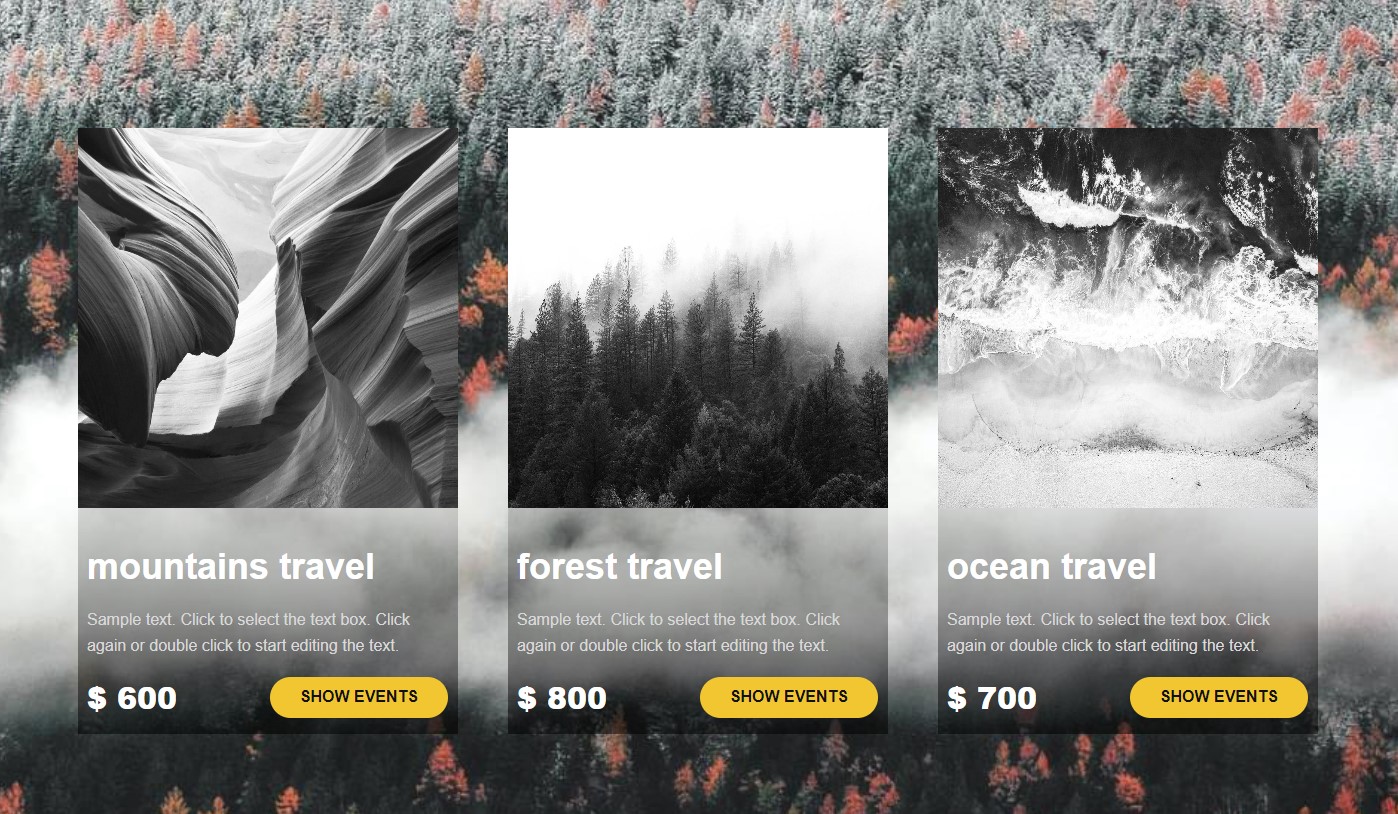 mountains travel
Sample text. Click to select the text box. Click
again or double click to start editing the text.
$ 600
SHOW EVENTS
forest travel
Sample text. Click to select the text box. Click
again or double click to start editing the text.
$ 800
SHOW EVENTS
ocean travel
Sample text. Click to select the text box. Click
again or double click to start editing the text.
$ 700
SHOW EVENTS